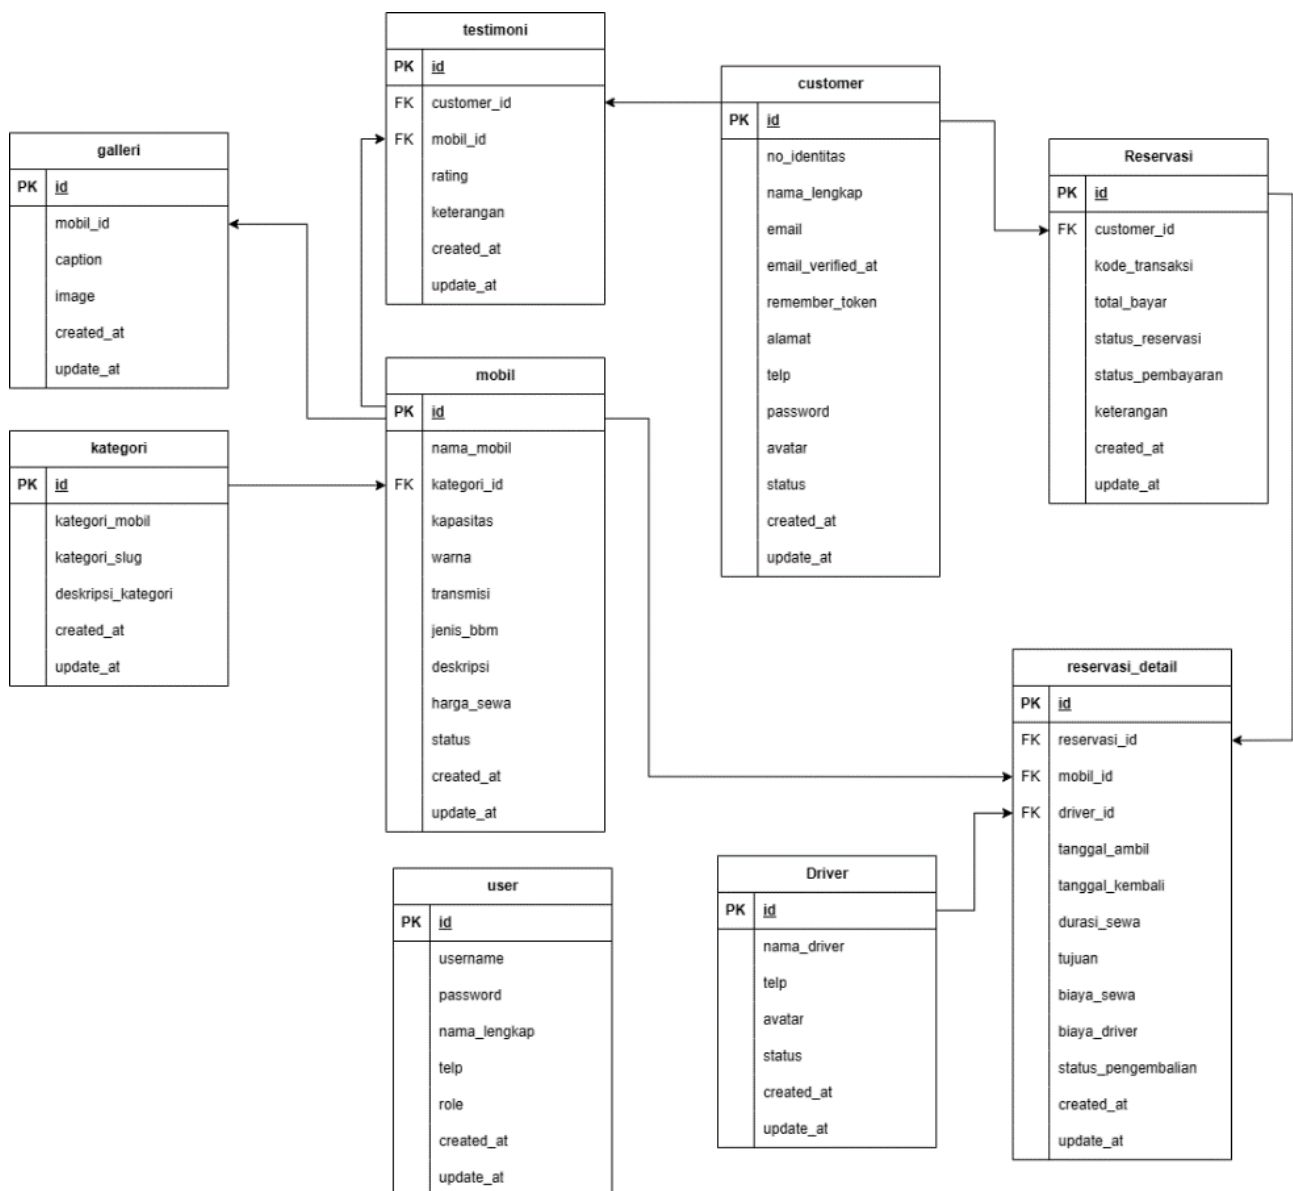 testimoni
PK id
FK customer_id
FK mobil_id
rating
keterangan
created_at
update_at
customer
PK id
no_identitas
nama_lengkap
email
email_verified_at
remember_token
alamat
telp
password
avatar
status
created_at
update_at
galleri
PK id
mobil_id
caption
image
created_at
update_at
Reservasi
PK id
FK customer_id
kode_transaksi
total_bayar
status_reservasi
status_pembayaran
keterangan
created_at
update_at
mobil
PK id
nama_mobil
FK kategori_id
kapasitas
warna
transmisi
jenis_bbm
deskripsi
harga_sewa
status
created_at
update_at
kategori
PK id
kategori_mobil
kategori_slug
deskripsi_kategori
created_at
update_at
reservasi_detail
PK id
FK reservasi_id
FK mobil_id
FK driver_id
tanggal_ambil
tanggal_kembali
durasi_sewa
tujuan
biaya_sewa
biaya_driver
status_pengembalian
created_at
update_at
user
PK id
username
password
nama_lengkap
telp
role
created_at
update_at
Driver
PK id
nama_driver
telp
avatar
status
created_at
update_at